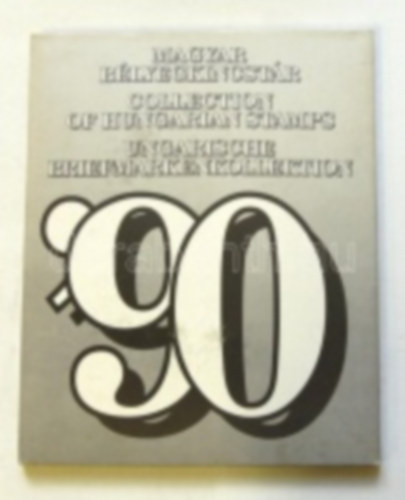 MAGYAR
BÉLYEGKINCSTÁR
COLLECTION
OF HUNGARIAN STAMPS
UNGARISCHE
BRIEFMARKENKOLLEKTION
'90